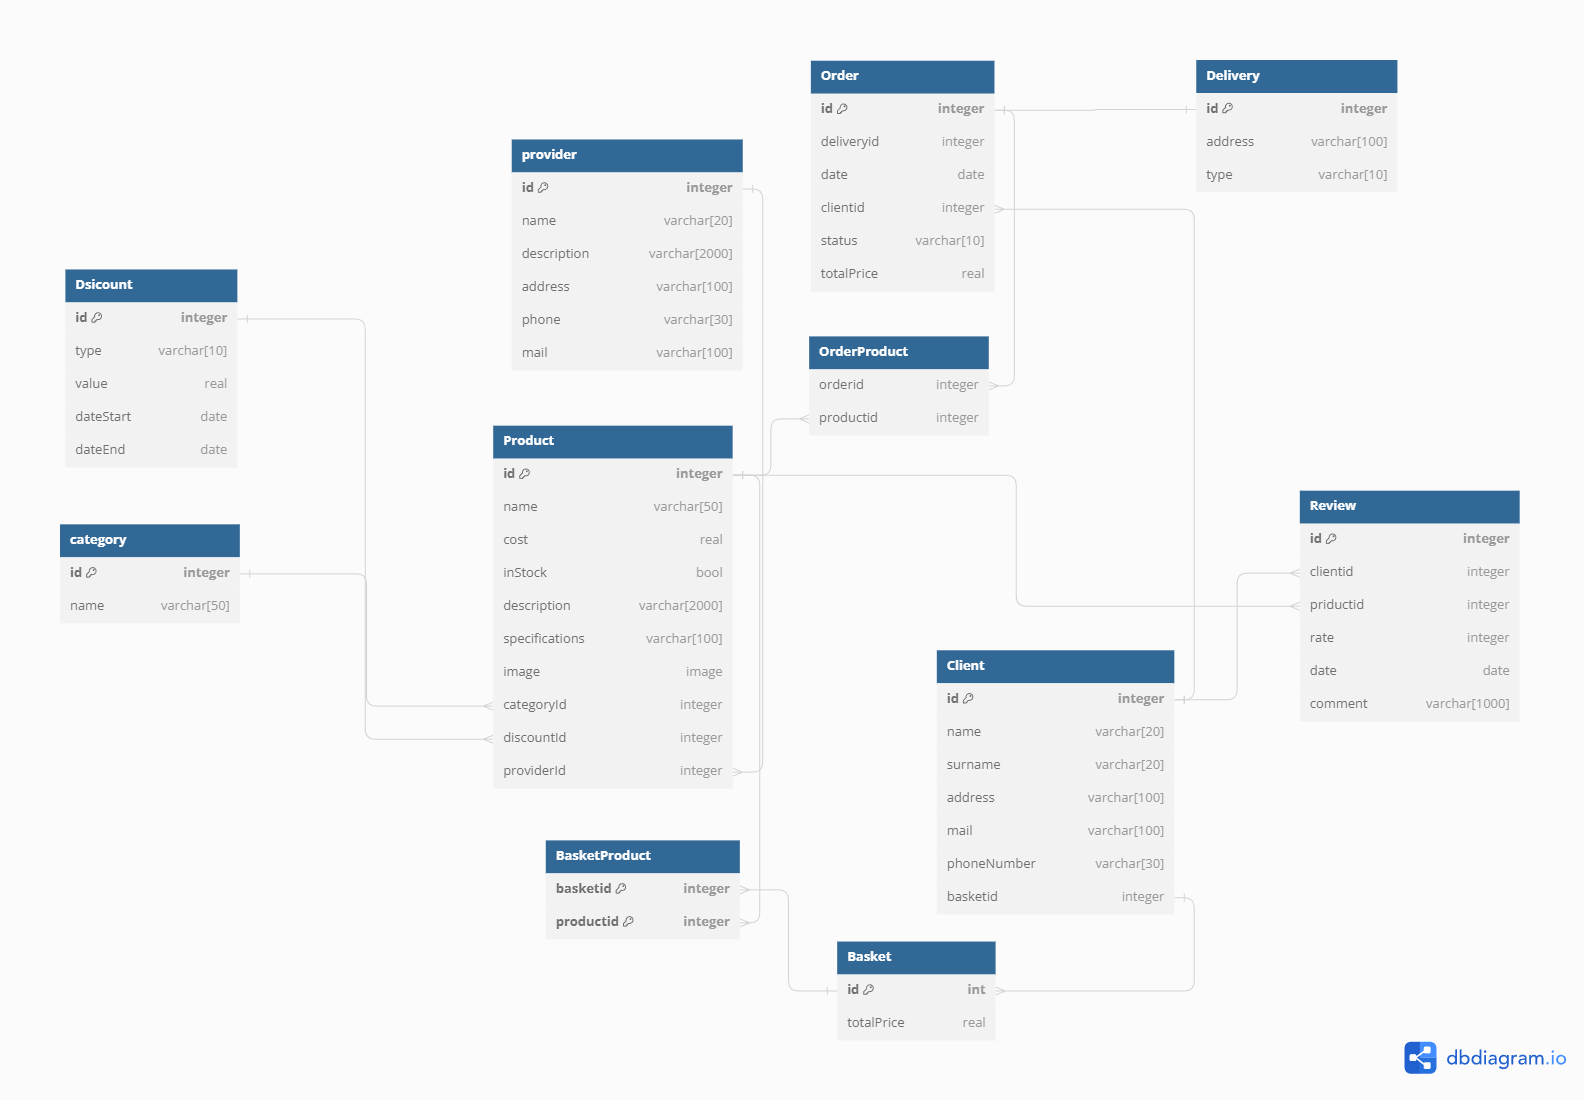 Order
id integer
deliveryid integer
date date
clientid integer
status varchar[10]
totalPrice real
Delivery
id integer
address varchar[100]
type varchar[10]
provider
id integer
name varchar[20]
description varchar[2000]
address varchar[100]
phone varchar[30]
mail varchar[100]
Dsicount
id integer
type varchar[10]
value real
dateStart date
dateEnd date
OrderProduct
orderid integer
productid integer
Product
id integer
name varchar[50]
cost real
inStock bool
description varchar[2000]
specifications varchar[100]
image image
categoryId integer
discountId integer
providerId integer
category
id integer
name varchar[50]
Review
id integer
clientid integer
priductid integer
rate integer
date date
comment varchar[1000]
Client
id integer
name varchar[20]
surname varchar[20]
address varchar[100]
mail varchar[100]
phoneNumber varchar[30]
basketid integer
BasketProduct
basketid integer
productid integer
Basket
id int
totalPrice real
dbdiagram.io